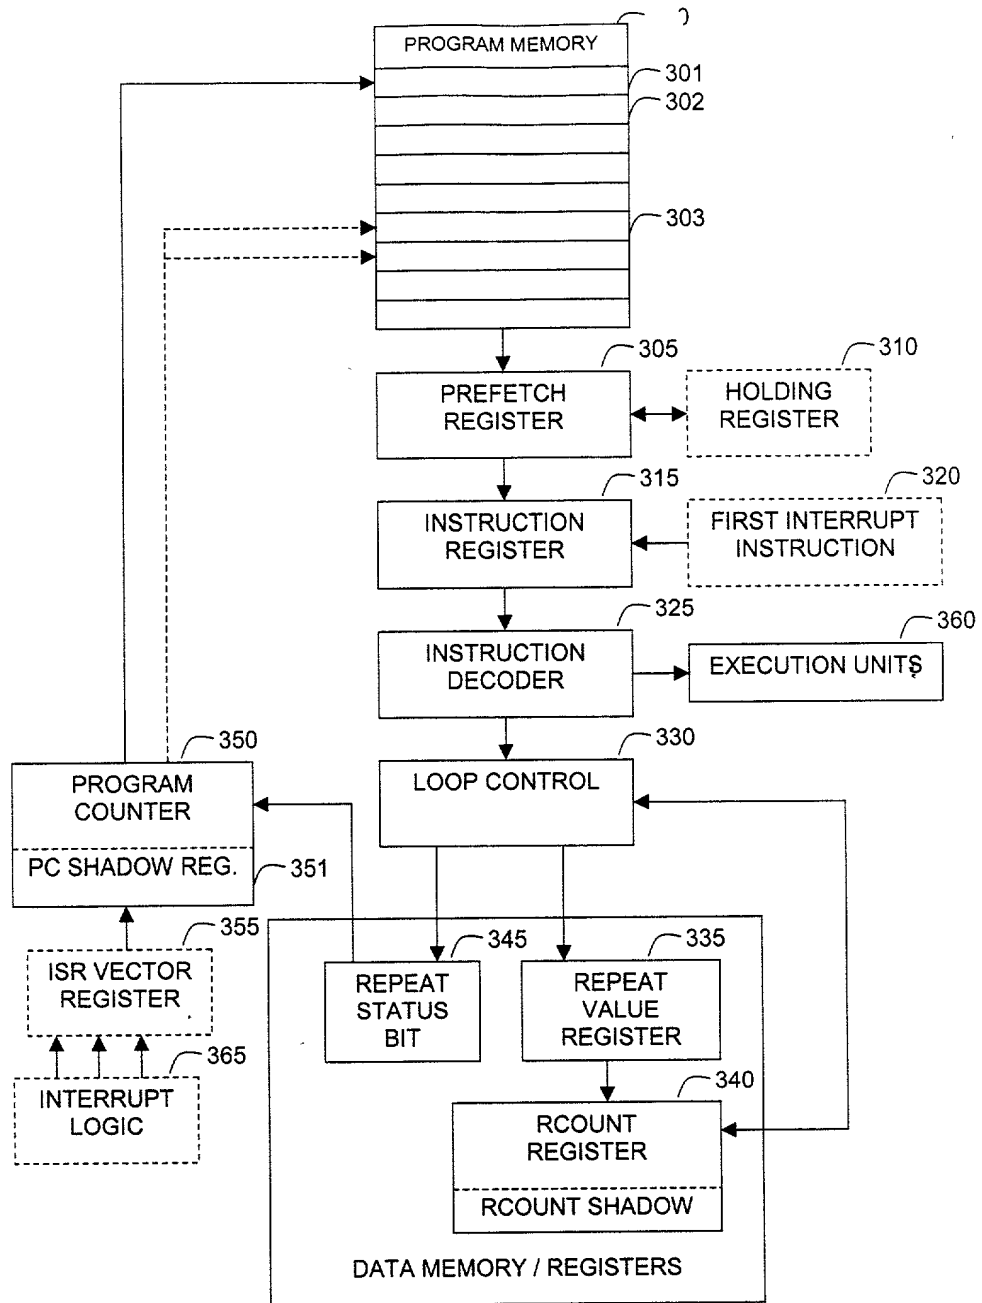 PROGRAM MEMORY
301
302
303
305
PREFETCH
REGISTER
310
HOLDING
REGISTER
315
INSTRUCTION
REGISTER
320
FIRST INTERRUPT
INSTRUCTION
325
INSTRUCTION
DECODER
360
EXECUTION UNITS
330
LOOP CONTROL
350
PROGRAM
COUNTER
PC SHADOW REG.
351
355
ISR VECTOR
REGISTER
365
INTERRUPT
LOGIC
345
REPEAT
STATUS
BIT
335
REPEAT
VALUE
REGISTER
340
RCOUNT
REGISTER
RCOUNT SHADOW
DATA MEMORY / REGISTERS